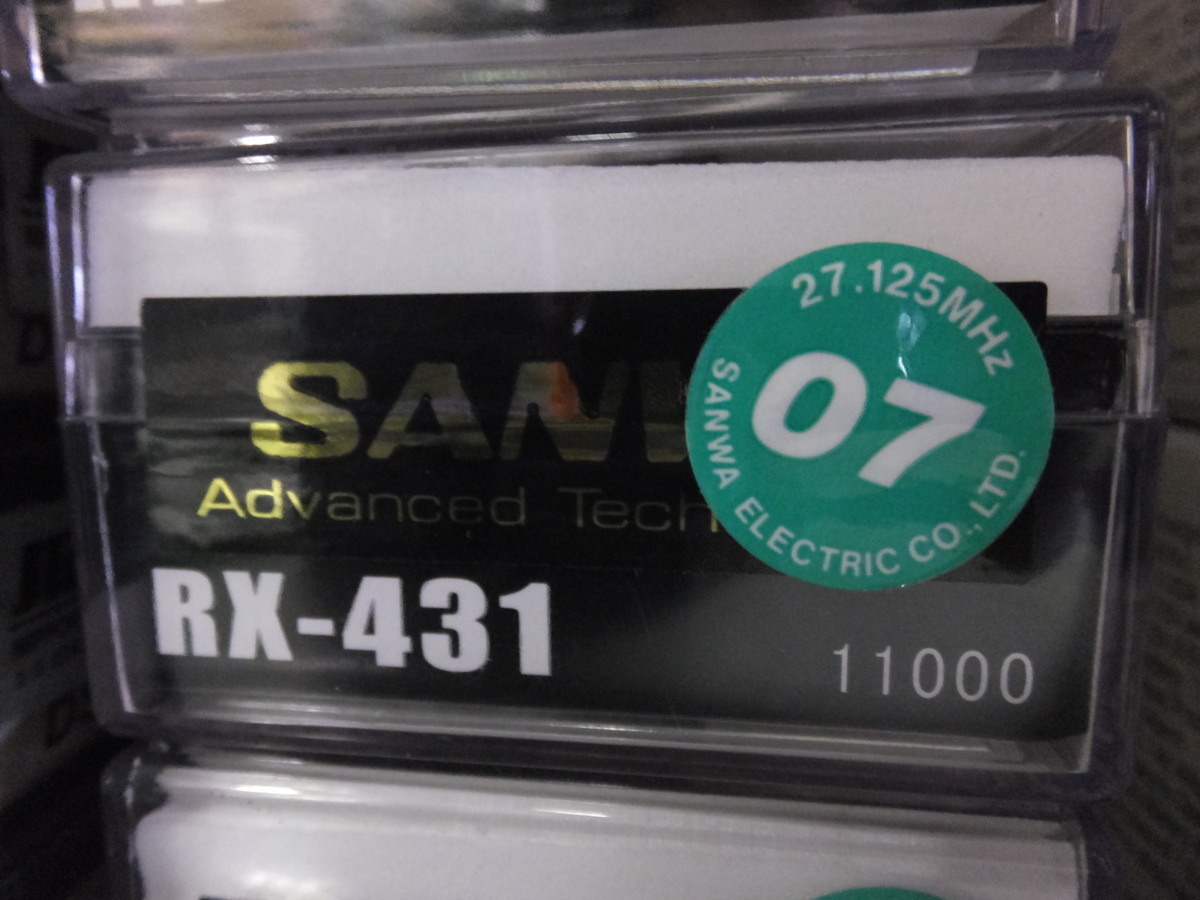 27.125MHz
07
SANWA ELECTRIC CO.,LTD.
SANW
Advanced Tech
RX-431
11000